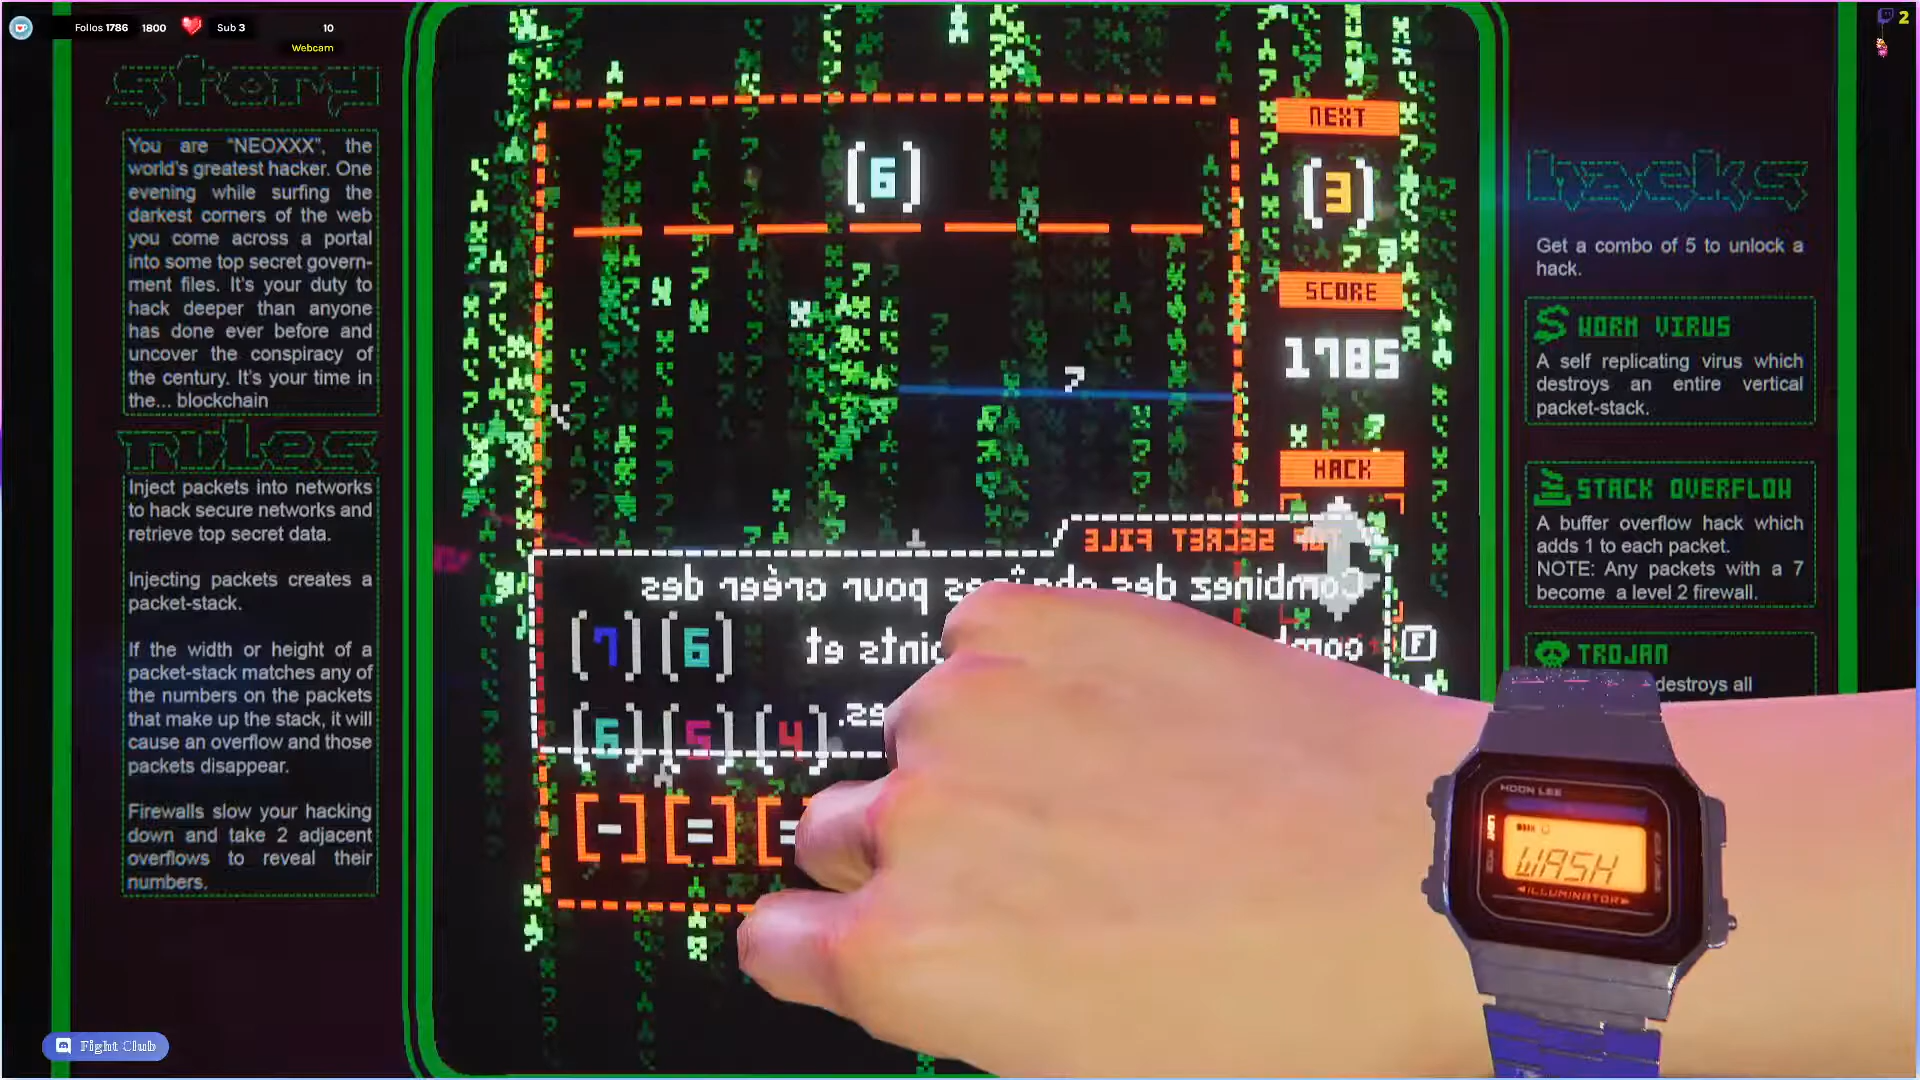 Follos 1786
1800
Sub 3
10
Webcam
2
story
You are "NEOXXX", the
world's greatest hacker. One
evening while surfing the
darkest corners of the web
you come across a portal
into some top secret govern-
ment files. It's your duty to
hack deeper than anyone
has done ever before and
uncover the conspiracy of
the century. It's your time in
the... blockchain
rules
Inject packets into networks
to hack secure networks and
retrieve top secret data.
Injecting packets creates a
packet-stack.
If the width or height of a
packet-stack matches any of
the numbers on the packets
that make up the stack, it will
cause an overflow and those
packets disappear.
Firewalls slow your hacking
down and take 2 adjacent
overflows to reveal their
numbers.
(6)
NEXT
(3)
SCORE
1785
HACK
TOP SECRET FILE
Combinez des pour créer des
et
(7) (6)
(6) (5) (4)
[-] [=]
F
hacks
Get a combo of 5 to unlock a
hack.
WORM VIRUS
A self replicating virus which
destroys an entire vertical
packet-stack.
STACK OVERFLOW
A buffer overflow hack which
adds 1 to each packet.
NOTE: Any packets with a 7
become a level 2 firewall.
TROJAN
destroys all
MOON LEE
LIGHT
WASH
ILLUMINATOR
Fight Club